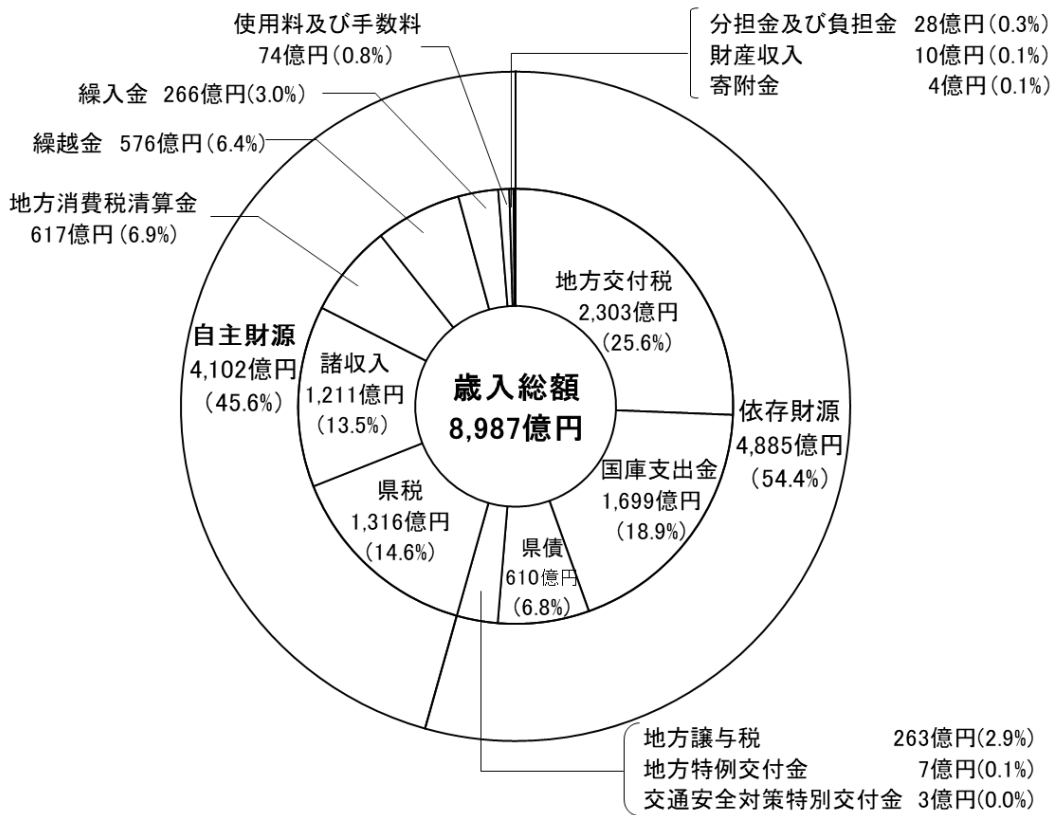 使用料及び手数料
74億円(0.8%)
繰入金 266億円(3.0%)
繰越金 576億円(6.4%)
地方消費税清算金
617億円(6.9%)
分担金及び負担金 28億円(0.3%)
財産収入 10億円(0.1%)
寄附金 4億円(0.1%)
自主財源
4,102億円
(45.6%)
諸収入
1,211億円
(13.5%)
県税
1,316億円
(14.6%)
歳入総額
8,987億円
地方交付税
2,303億円
(25.6%)
国庫支出金
1,699億円
(18.9%)
県債
610億円
(6.8%)
依存財源
4,885億円
(54.4%)
地方譲与税 263億円(2.9%)
地方特例交付金 7億円(0.1%)
交通安全対策特別交付金 3億円(0.0%)